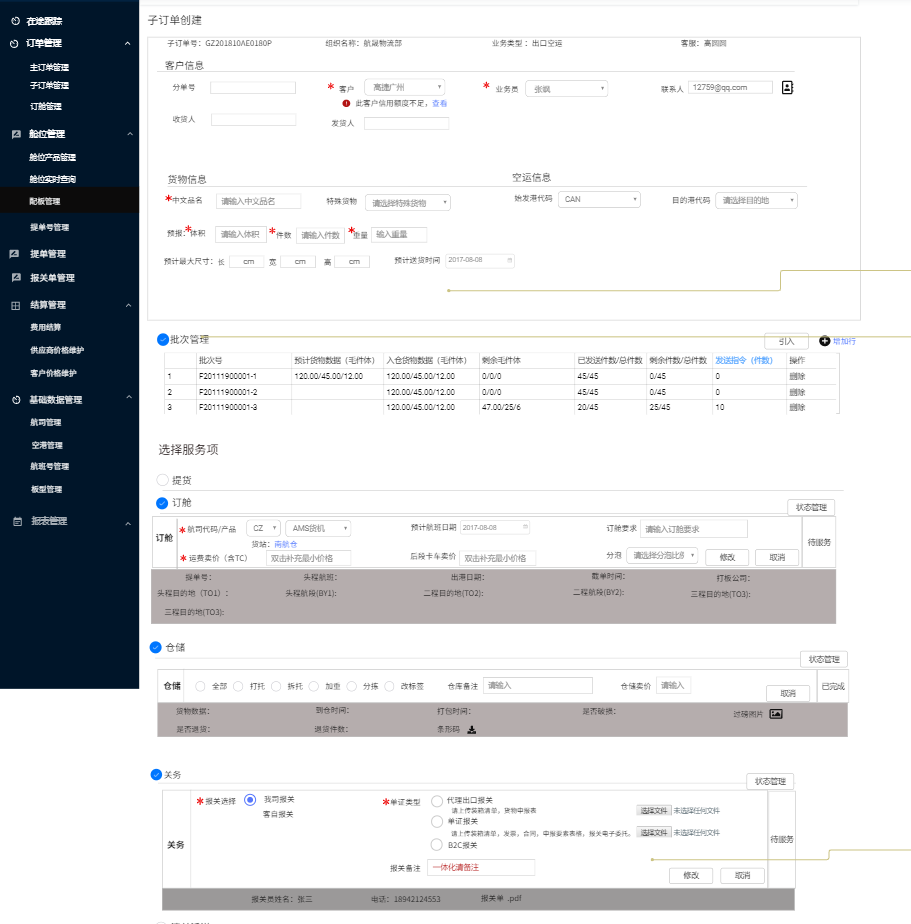 在途跟踪
订单管理
主订单管理
子订单管理
订舱管理
舱位管理
舱位产品管理
舱位实时查询
配板管理
提单号管理
提单管理
报关单管理
结算管理
费用结算
供应商价格维护
客户价格维护
基础数据管理
航司管理
空港管理
航班号管理
板型管理
报表管理
子订单创建
子订单号: GZ201810AE0180P 组织名称: 航晟物流部 业务类型 : 出口空运 客服: 高圆圆
客户信息
分单号 * 客户 高捷广州 * 业务员 张飒 联系人 12759@qq.com
此客户信用额度不足, 查看
收货人 发货人
货物信息 空运信息
*中文品名 请输入中文品名 特殊货物 请选择特殊货物 始发港代码 CAN 目的港代码 请选择目的地
预报: *体积 请输入体积 *件数 请输入件数 *重量 输入重量
预计最大尺寸: 长 cm 宽 cm 高 cm 预计送货时间 2017-08-08
批次管理 引入 增加行
批次号 预计货物数据（毛件体） 入仓货物数据（毛件体） 剩余毛件体 已发送件数/总件数 剩余件数/总件数 发送指令（件数） 操作
1 F20111900001-1 120.00/45.00/12.00 120.00/45.00/12.00 0/0/0 45/45 0/45 0 删除
2 F20111900001-2 120.00/45.00/12.00 0/0/0 45/45 0/45 0 删除
3 F20111900001-3 120.00/45.00/12.00 47.00/25/6 20/45 25/45 10 删除
选择服务项
提货
订舱
状态管理
订舱 * 航司代码/产品 CZ AMS货机 预计航班日期 2017-08-08 订舱要求 请输入订舱要求 待服务
货站: 南航仓
* 运费卖价（含TC） 双击补充最小价格 后段卡车卖价 双击补充最小价格 分泡 请选择分泡比例 修改 取消
提单号: 头程航班: 出港日期: 截单时间: 打板公司:
头程目的地（TO1）: 头程航段(BY1): 二程目的地(TO2): 二程航段(BY2): 三程目的地(TO3):
三程目的地(TO3):
仓储
状态管理
仓储 全部 打托 拆托 加重 分拣 改标签 仓库备注 请输入 仓储卖价 请输入 取消 已完成
货物数据: 到仓时间: 打包时间: 是否破损: 过磅图片
是否退货: 退货件数: 条形码
关务
状态管理
关务 * 报关选择 我司报关 * 单证类型 代理出口报关
客自报关 请上传装箱清单, 货物申报表 选择文件 未选择任何文件
单证报关
请上传装箱清单, 发票, 合同, 申报要素表格, 报关电子委托。 选择文件 未选择任何文件
B2C报关 待服务
报关备注 一体化请备注
修改 取消
报关员姓名: 张三 电话: 18942124553 报关单 .pdf